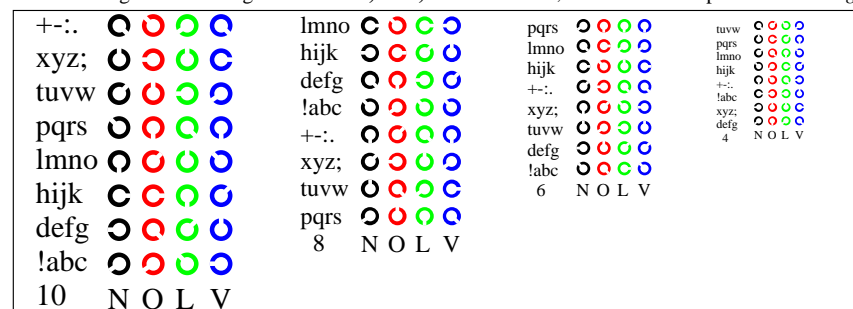 +-:.
xyz;
tuvw
pqrs
lmno
hijk
defg
!abc
10 N O L V
lmno
hijk
defg
!abc
+-:.
xyz;
tuvw
pqrs
8 N O L V
pqrs
lmno
hijk
+-:.
xyz;
tuvw
defg
!abc
6 N O L V
tuvw
pqrs
lmno
hijk
+-:.
!abc
xyz;
defg
4 N O L V